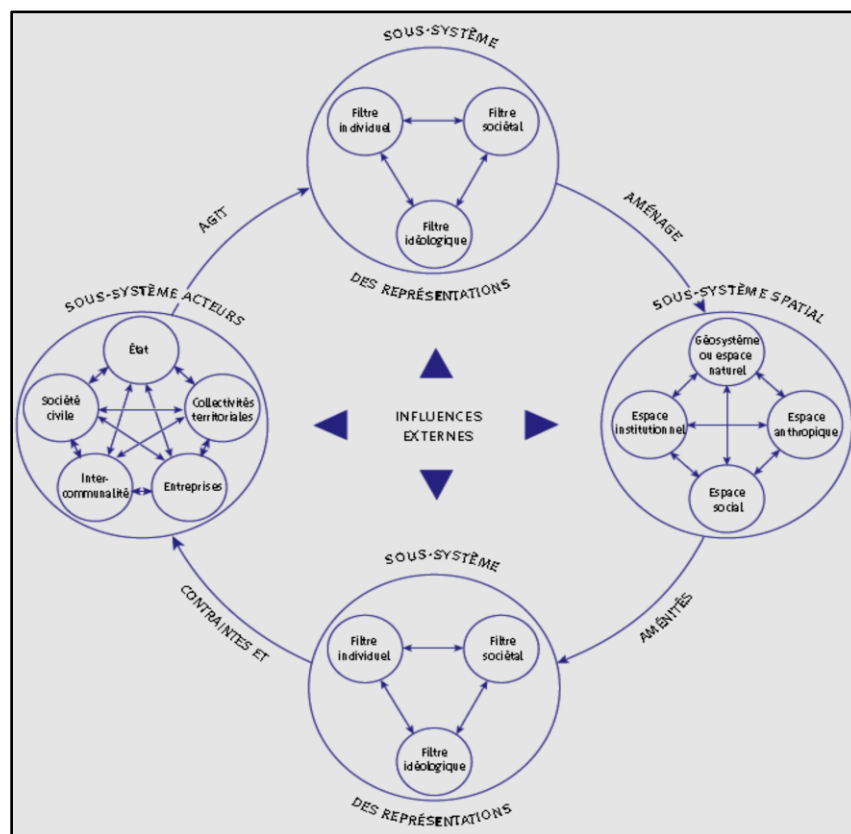 SOUS-SYSTÈME
Filtre
individuel
Filtre
sociétal
Filtre
idéologique
DES REPRÉSENTATIONS
AGIT
AMÉNAGE
SOUS-SYSTÈME ACTEURS
État
Société
civile
Collectivités
territoriales
Inter-
communalité
Entreprises
INFLUENCES
EXTERNES
SOUS-SYSTÈME SPATIAL
Géosystème
ou espace
naturel
Espace
institutionnel
Espace
anthropique
Espace
social
CONTRAINTES ET
AMÉNITÉS
SOUS-SYSTÈME
Filtre
individuel
Filtre
sociétal
Filtre
idéologique
DES REPRÉSENTATIONS